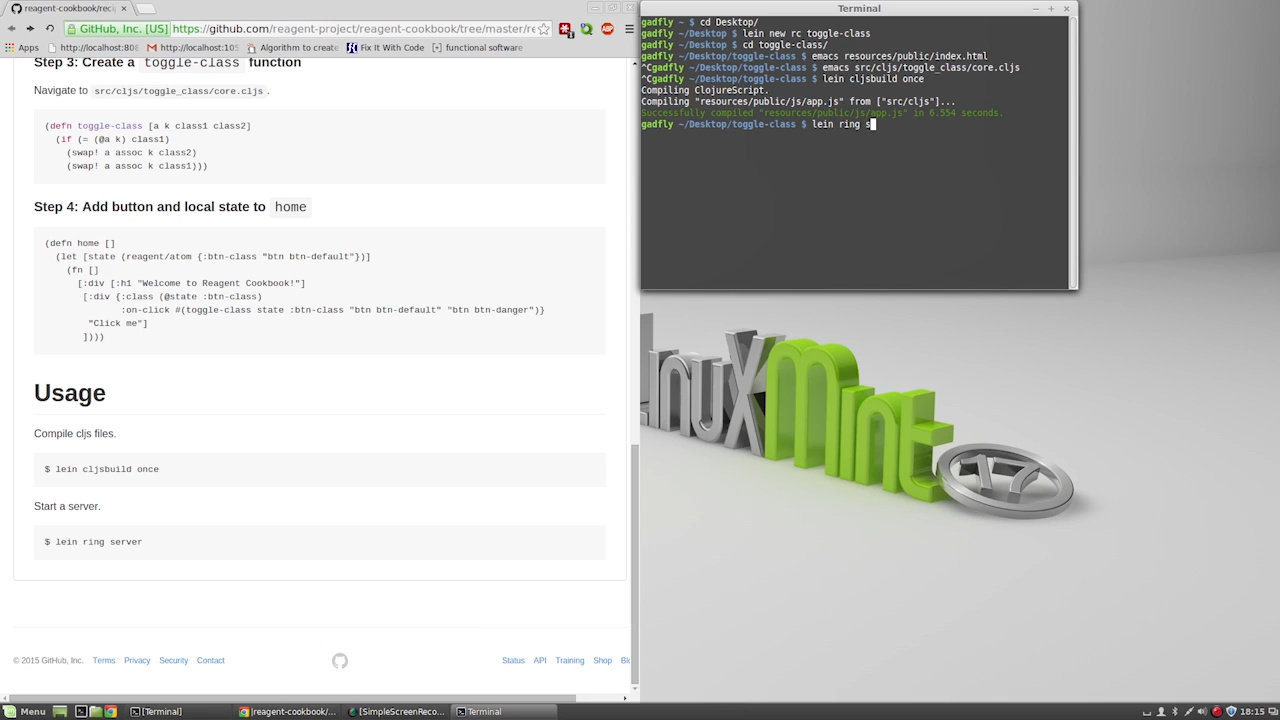 reagent-cookbook/recip
GitHub, Inc. [US] https://github.com/reagent-project/reagent-cookbook/tree/master/re
Apps http://localhost:808 http://localhost:105 Algorithm to create Fix It With Code functional software
Step 3: Create a toggle-class function
Navigate to src/cljs/toggle_class/core.cljs .
(defn toggle-class [a k class1 class2]
(if (= (@a k) class1)
(swap! a assoc k class2)
(swap! a assoc k class1)))
Step 4: Add button and local state to home
(defn home []
(let [state (reagent/atom {:btn-class "btn btn-default"})]
(fn []
[:div [:h1 "Welcome to Reagent Cookbook!"]
[:div {:class (@state :btn-class)
:on-click #(toggle-class state :btn-class "btn btn-default" "btn btn-danger")}
"Click me"]
])))
Usage
Compile cljs files.
$ lein cljsbuild once
Start a server.
$ lein ring server
© 2015 GitHub, Inc. Terms Privacy Security Contact Status API Training Shop Blo
Terminal
gadfly ~ $ cd Desktop/
gadfly ~/Desktop $ lein new rc toggle-class
gadfly ~/Desktop $ cd toggle-class/
gadfly ~/Desktop/toggle-class $ emacs resources/public/index.html
^Cgadfly ~/Desktop/toggle-class $ emacs src/cljs/toggle_class/core.cljs
^Cgadfly ~/Desktop/toggle-class $ lein cljsbuild once
Compiling ClojureScript.
Compiling "resources/public/js/app.js" from ["src/cljs"]...
Successfully compiled "resources/public/js/app.js" in 6.554 seconds.
gadfly ~/Desktop/toggle-class $ lein ring s
LinuxMint
17
Menu [Terminal] [reagent-cookbook/... [SimpleScreenReco... Terminal 18:15